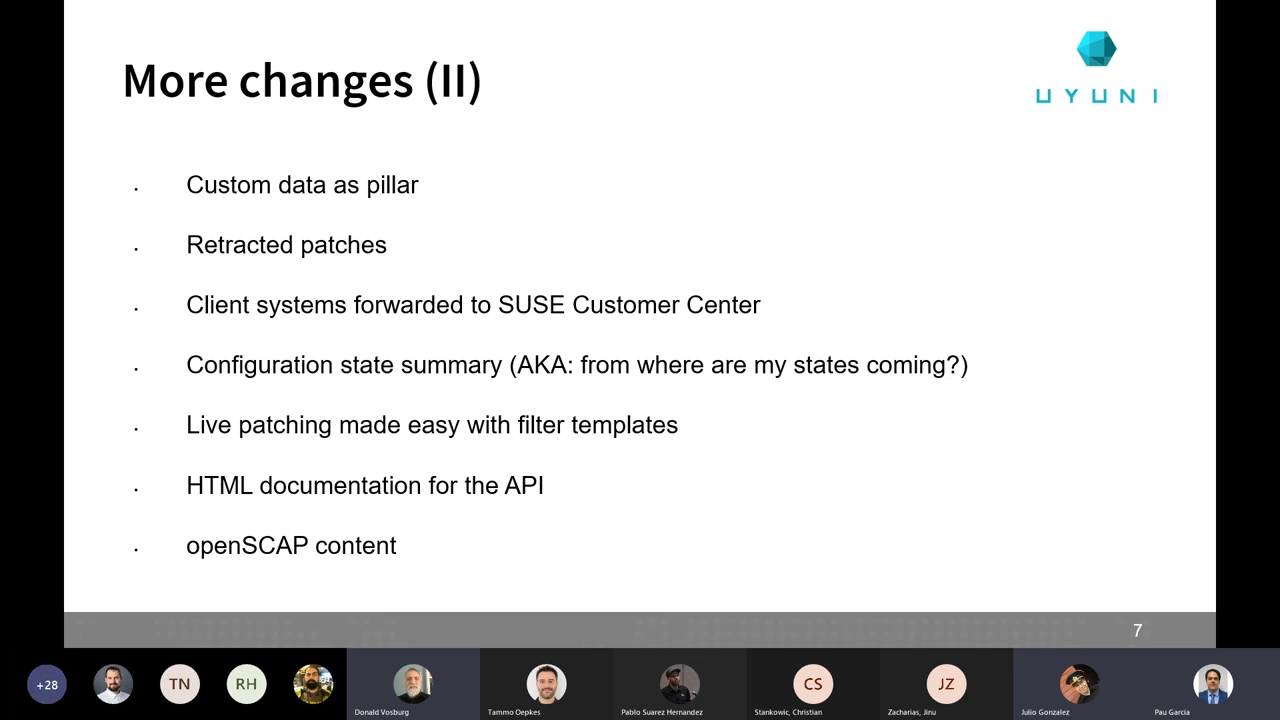 More changes (II)
UYUNI
Custom data as pillar
Retracted patches
Client systems forwarded to SUSE Customer Center
Configuration state summary (AKA: from where are my states coming?)
Live patching made easy with filter templates
HTML documentation for the API
openSCAP content
7
+28
TN
RH
CS
JZ
Donald Vosburg
Tammo Oepkes
Pablo Suarez Hernandez
Stankowic, Christian
Zacharias, Jinu
Julio Gonzalez
Pau Garcia